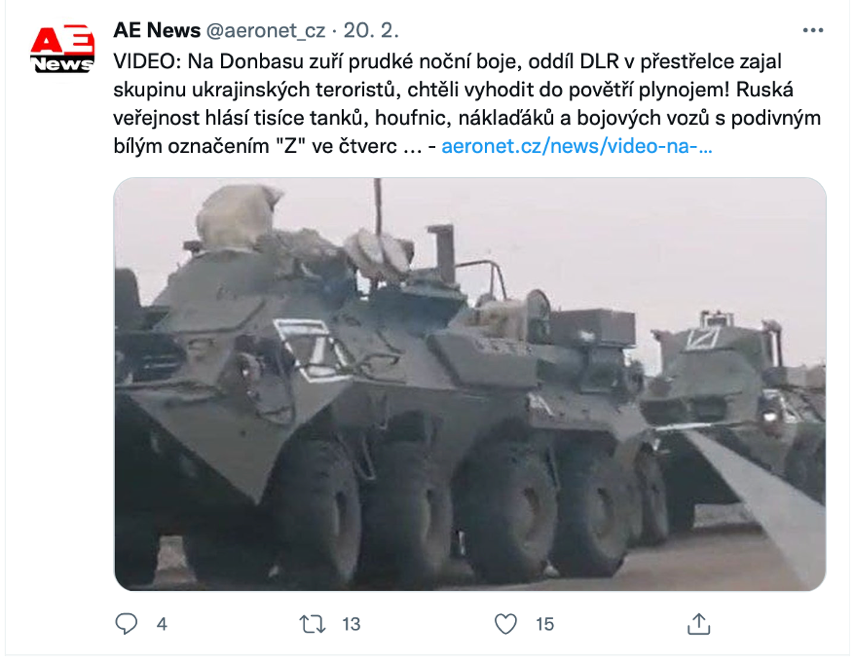 AE News @aeronet_cz · 20. 2.
AE
News
VIDEO: Na Donbasu zuří prudké noční boje, oddíl DLR v přestřelce zajal
skupinu ukrajinských teroristů, chtěli vyhodit do povětří plynojem! Ruská
veřejnost hlásí tisíce tanků, houfnic, náklaďáků a bojových vozů s podivným
bílým označením "Z" ve čtverc ... - aeronet.cz/news/video-na-...
Z
Z
4 13 15